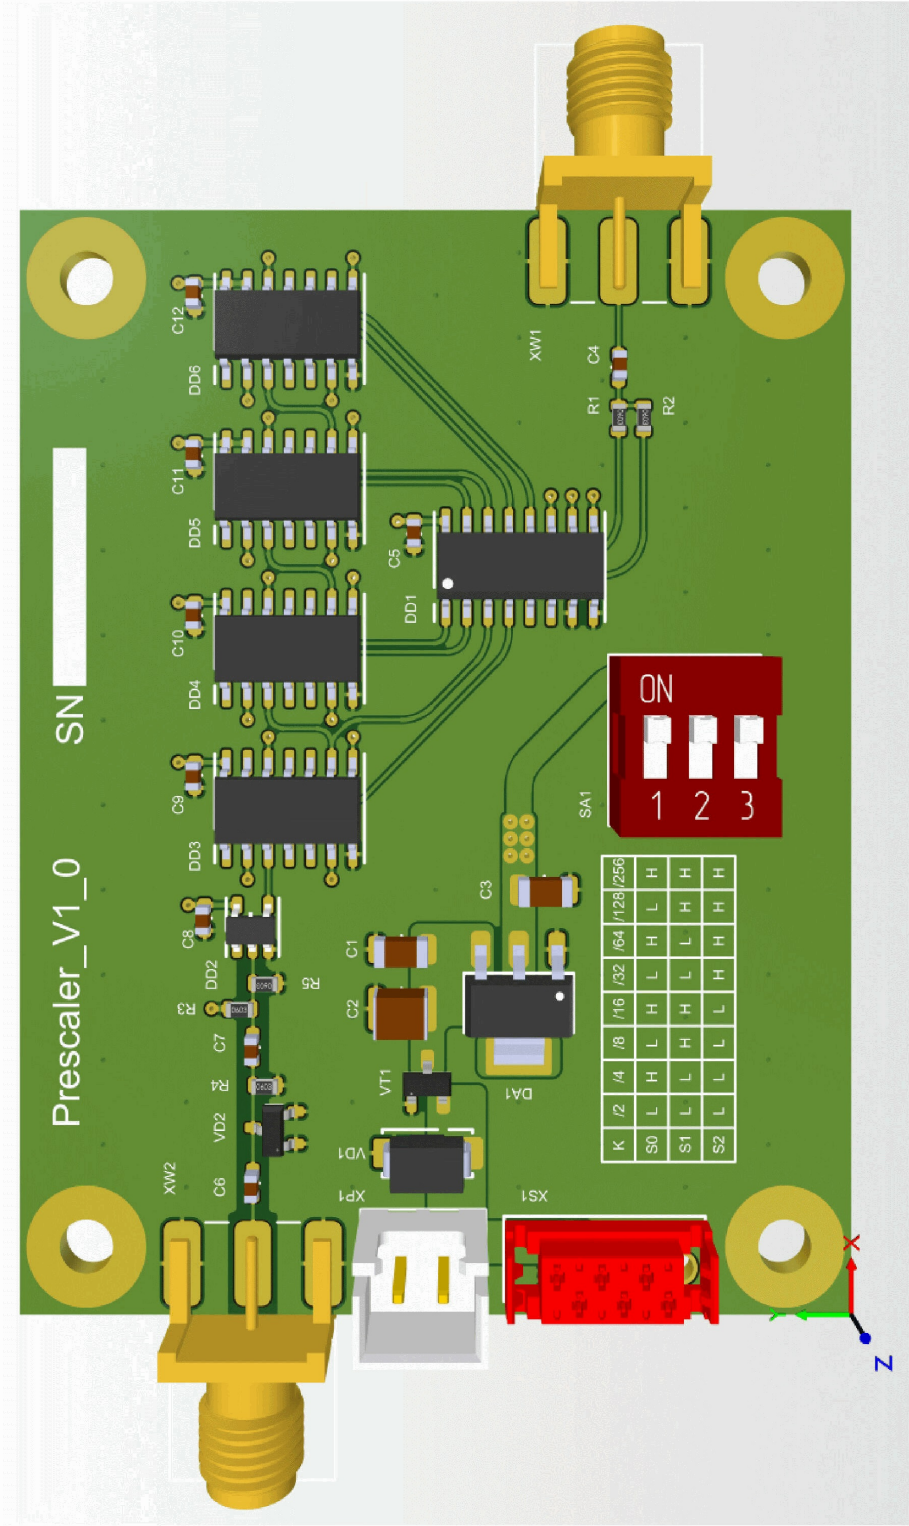 Prescaler_V1_0
SN
C12
DD6
C11
DD5
C10
DD4
C9
DD3
C8
DD2
R5
R3
C7
R4
VD2
C6
XW2
XW1
C4
R1
R2
C5
DD1
SA1
ON
1 2 3
C3
C1
C2
VT1
DA1
VD1
XP1
XS1
K /2 /4 /8 /16 /32 /64 /128 /256
S0 L H L H L H L H
S1 L L H H L L H H
S2 L L L L H H H H
X
Y
Z